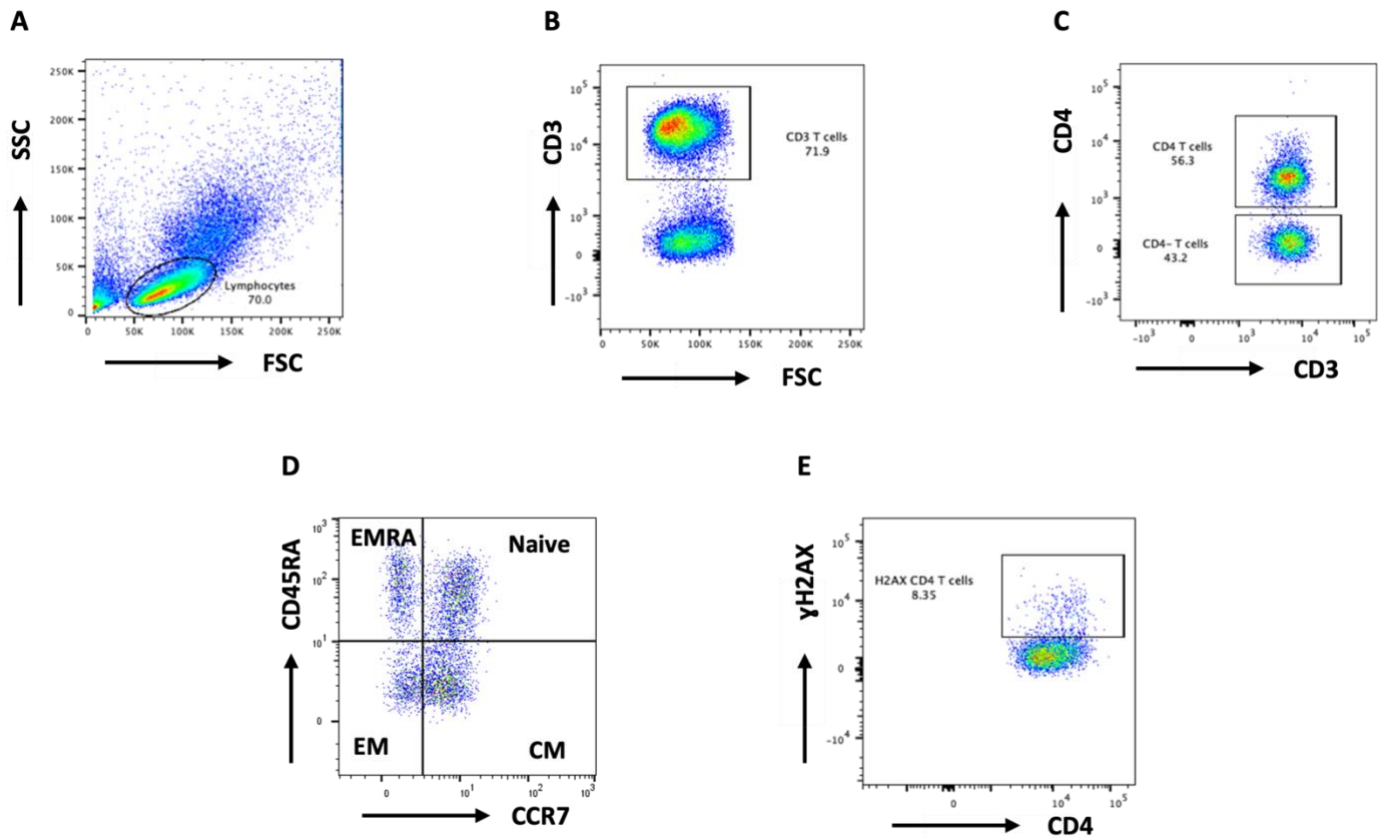 A
SSC
250K
200K
150K
100K
50K
0
Lymphocytes
70.0
0 50K 100K 150K 200K 250K
FSC
B
CD3
10^5
10^4
10^3
0
-10^3
CD3 T cells
71.9
0 50K 100K 150K 200K 250K
FSC
C
CD4
10^5
10^4
10^3
0
-10^3
CD4 T cells
56.3
CD4- T cells
43.2
-10^3 0 10^3 10^4 10^5
CD3
D
CD45RA
10^3
10^2
10^1
0
EMRA Naive
EM CM
0 10^1 10^2 10^3
CCR7
E
γH2AX
10^5
10^4
0
-10^4
H2AX CD4 T cells
8.35
0 10^4 10^5
CD4